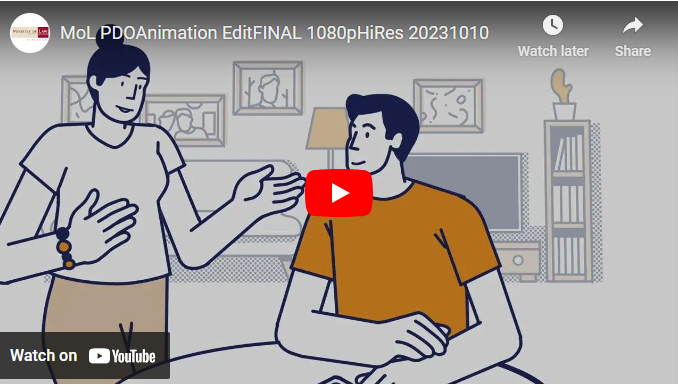 MoL PDOAnimation EditFINAL 1080pHiRes 20231010
Watch later
Share
Watch on YouTube